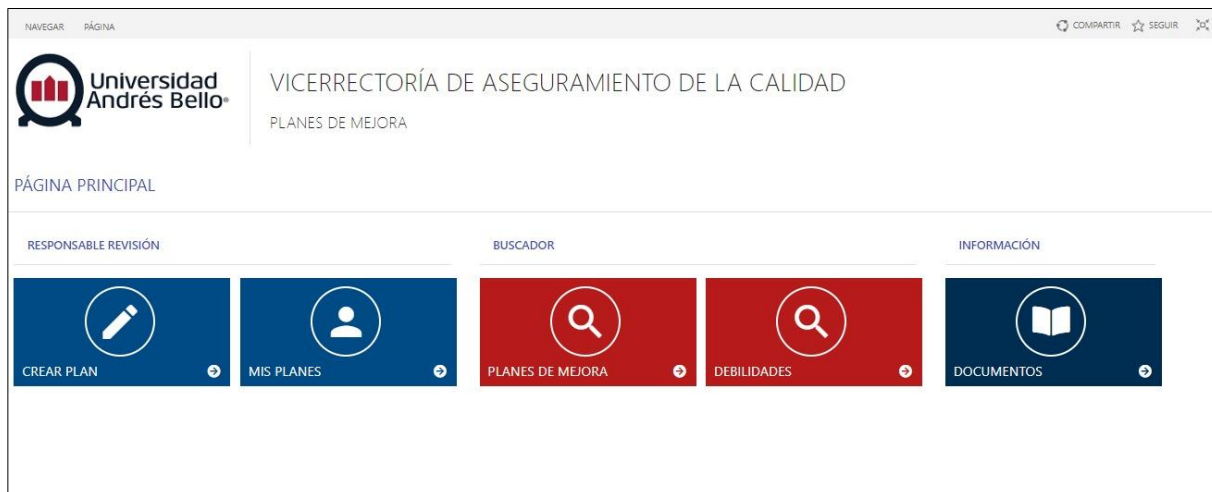 NAVEGAR PÁGINA
COMPARTIR SEGUIR
Universidad
Andrés Bello®
VICERRECTORÍA DE ASEGURAMIENTO DE LA CALIDAD
PLANES DE MEJORA
PÁGINA PRINCIPAL
RESPONSABLE REVISIÓN
BUSCADOR
INFORMACIÓN
CREAR PLAN
MIS PLANES
PLANES DE MEJORA
DEBILIDADES
DOCUMENTOS